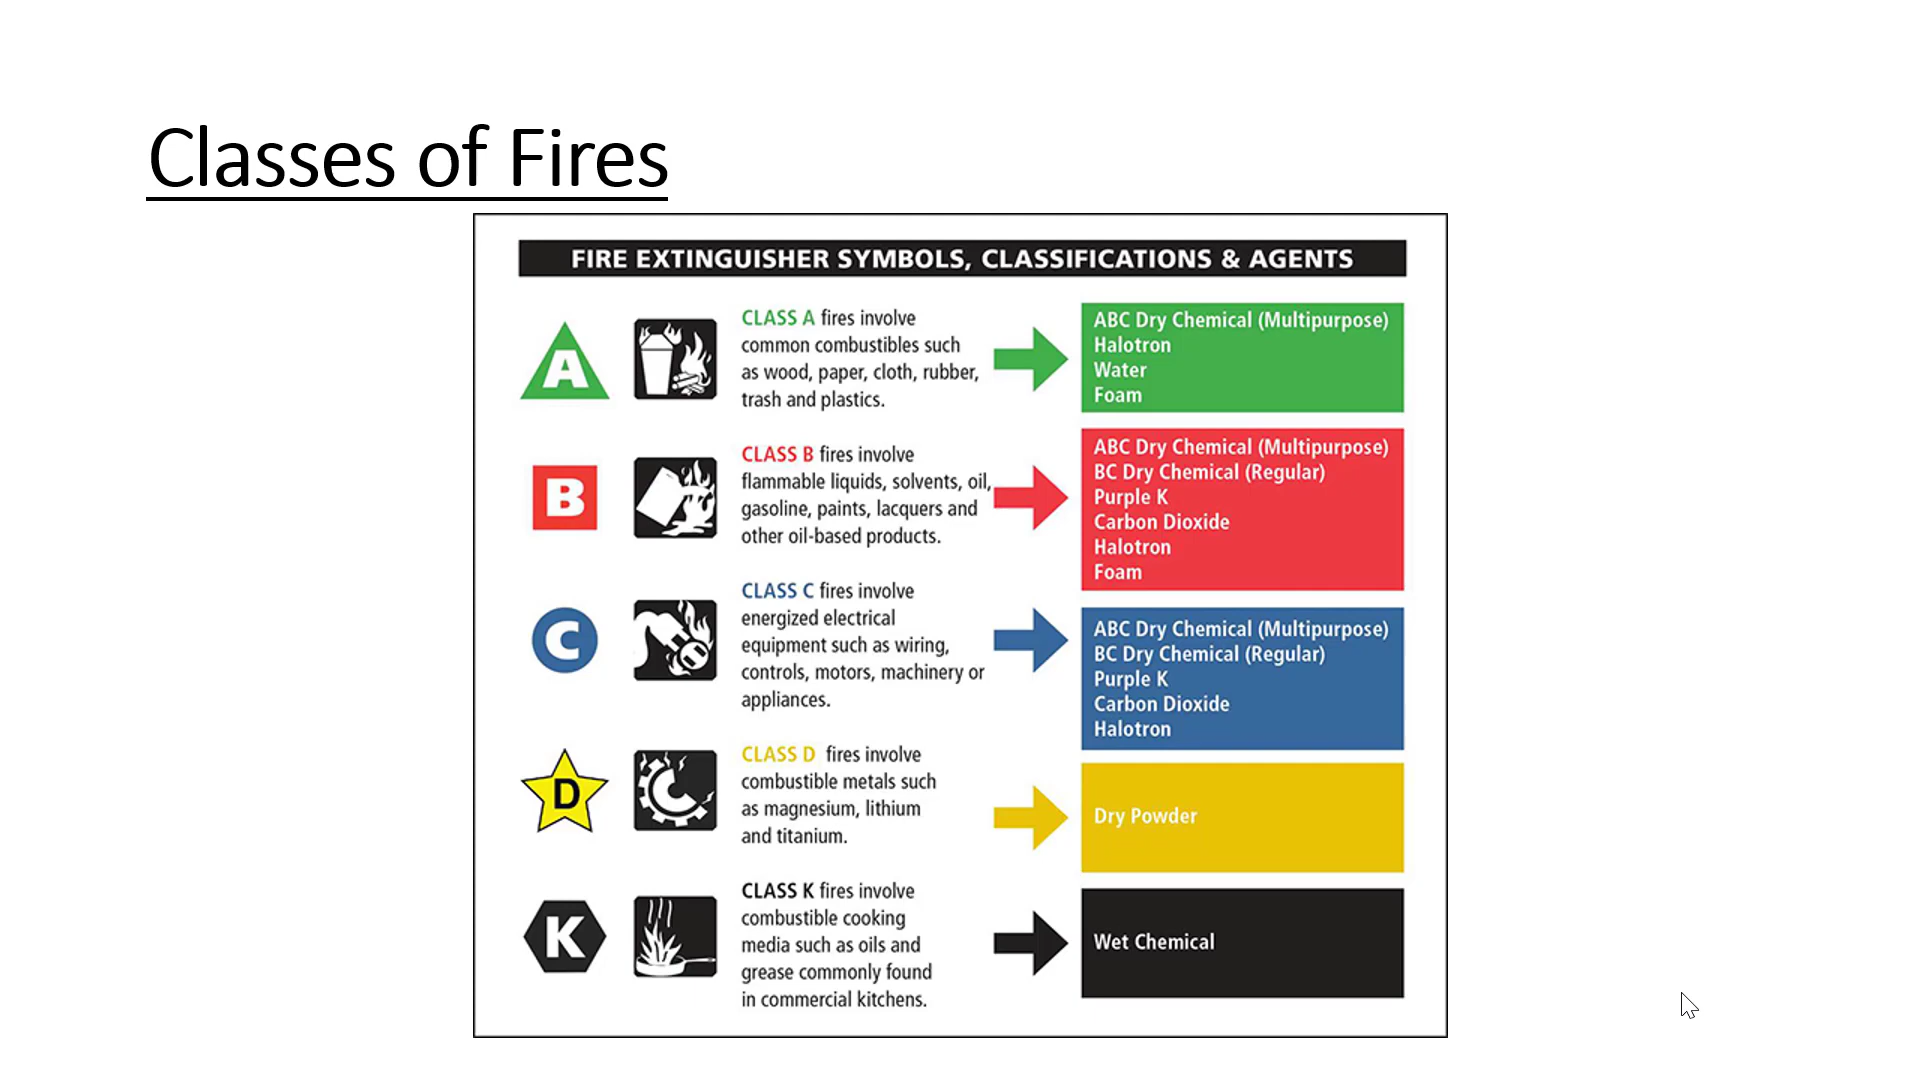 Classes of Fires
FIRE EXTINGUISHER SYMBOLS, CLASSIFICATIONS & AGENTS
A
CLASS A fires involve
common combustibles such
as wood, paper, cloth, rubber,
trash and plastics.
ABC Dry Chemical (Multipurpose)
Halotron
Water
Foam
B
CLASS B fires involve
flammable liquids, solvents, oil,
gasoline, paints, lacquers and
other oil-based products.
ABC Dry Chemical (Multipurpose)
BC Dry Chemical (Regular)
Purple K
Carbon Dioxide
Halotron
Foam
C
CLASS C fires involve
energized electrical
equipment such as wiring,
controls, motors, machinery or
appliances.
ABC Dry Chemical (Multipurpose)
BC Dry Chemical (Regular)
Purple K
Carbon Dioxide
Halotron
D
CLASS D fires involve
combustible metals such
as magnesium, lithium
and titanium.
Dry Powder
K
CLASS K fires involve
combustible cooking
media such as oils and
grease commonly found
in commercial kitchens.
Wet Chemical